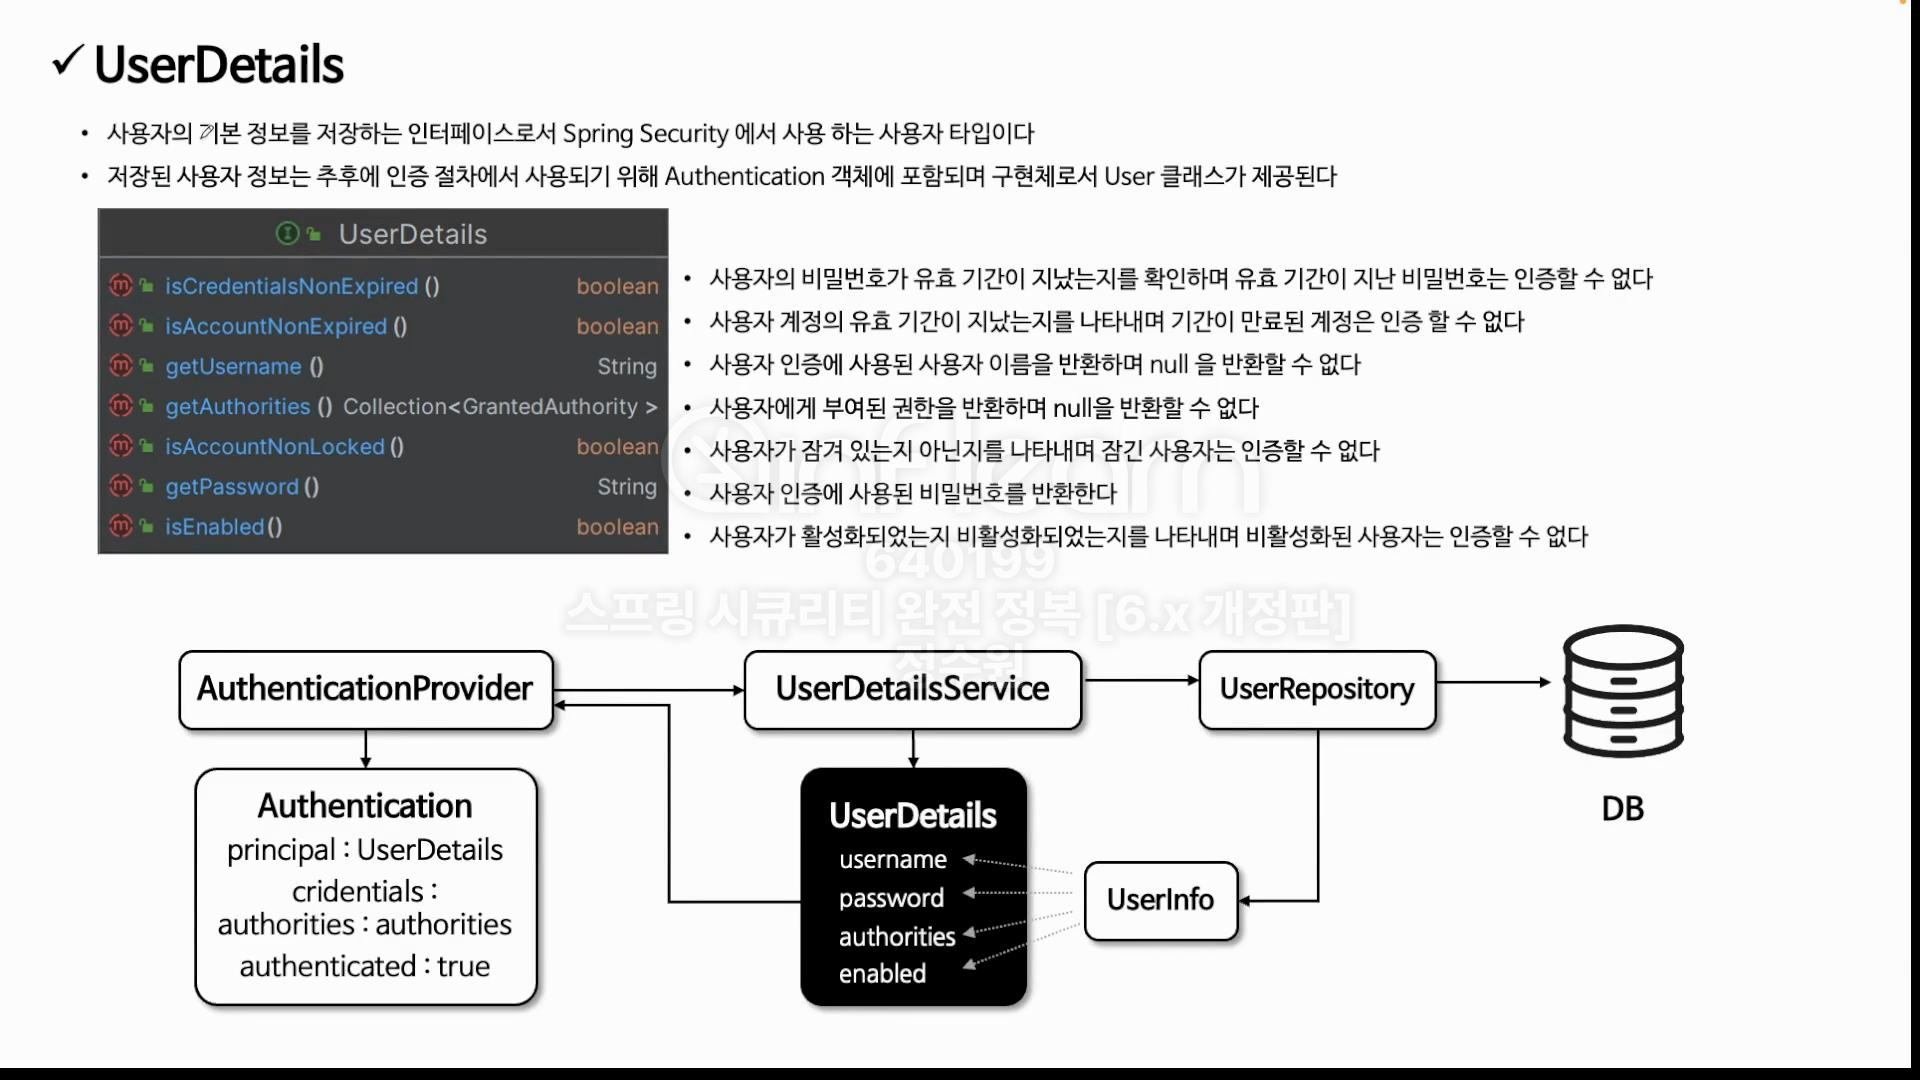 ✓ UserDetails
• 사용자의 기본 정보를 저장하는 인터페이스로서 Spring Security 에서 사용 하는 사용자 타입이다
• 저장된 사용자 정보는 추후에 인증 절차에서 사용되기 위해 Authentication 객체에 포함되며 구현체로서 User 클래스가 제공된다
UserDetails
isCredentialsNonExpired () boolean
isAccountNonExpired () boolean
getUsername () String
getAuthorities () Collection<GrantedAuthority >
isAccountNonLocked () boolean
getPassword () String
isEnabled () boolean
• 사용자의 비밀번호가 유효 기간이 지났는지를 확인하며 유효 기간이 지난 비밀번호는 인증할 수 없다
• 사용자 계정의 유효 기간이 지났는지를 나타내며 기간이 만료된 계정은 인증 할 수 없다
• 사용자 인증에 사용된 사용자 이름을 반환하며 null 을 반환할 수 없다
• 사용자에게 부여된 권한을 반환하며 null을 반환할 수 없다
• 사용자가 잠겨 있는지 아닌지를 나타내며 잠긴 사용자는 인증할 수 없다
• 사용자 인증에 사용된 비밀번호를 반환한다
• 사용자가 활성화되었는지 비활성화되었는지를 나타내며 비활성화된 사용자는 인증할 수 없다
inflearn
640199
스프링 시큐리티 완전 정복 [6.x 개정판]
정수원
AuthenticationProvider
UserDetailsService
UserRepository
DB
Authentication
principal : UserDetails
cridentials :
authorities : authorities
authenticated : true
UserDetails
username
password
authorities
enabled
UserInfo